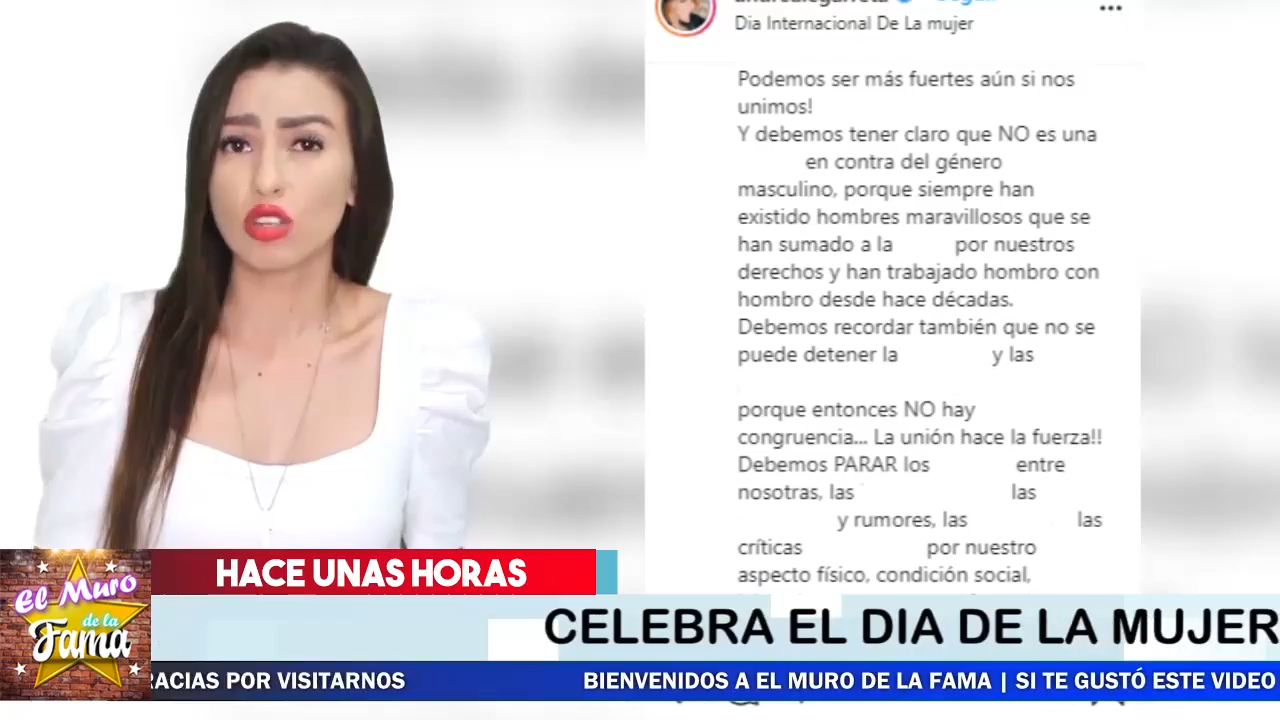 Dia Internacional De La mujer
Podemos ser más fuertes aún si nos
unimos!
Y debemos tener claro que NO es una
en contra del género
masculino, porque siempre han
existido hombres maravillosos que se
han sumado a la por nuestros
derechos y han trabajado hombro con
hombro desde hace décadas.
Debemos recordar también que no se
puede detener la y las
porque entonces NO hay
congruencia... La unión hace la fuerza!!
Debemos PARAR los entre
nosotras, las las
y rumores, las las
críticas por nuestro
aspecto físico, condición social,
HACE UNAS HORAS
El Muro
de la
Fama
CELEBRA EL DIA DE LA MUJER
RACIAS POR VISITARNOS BIENVENIDOS A EL MURO DE LA FAMA | SI TE GUSTÓ ESTE VIDEO